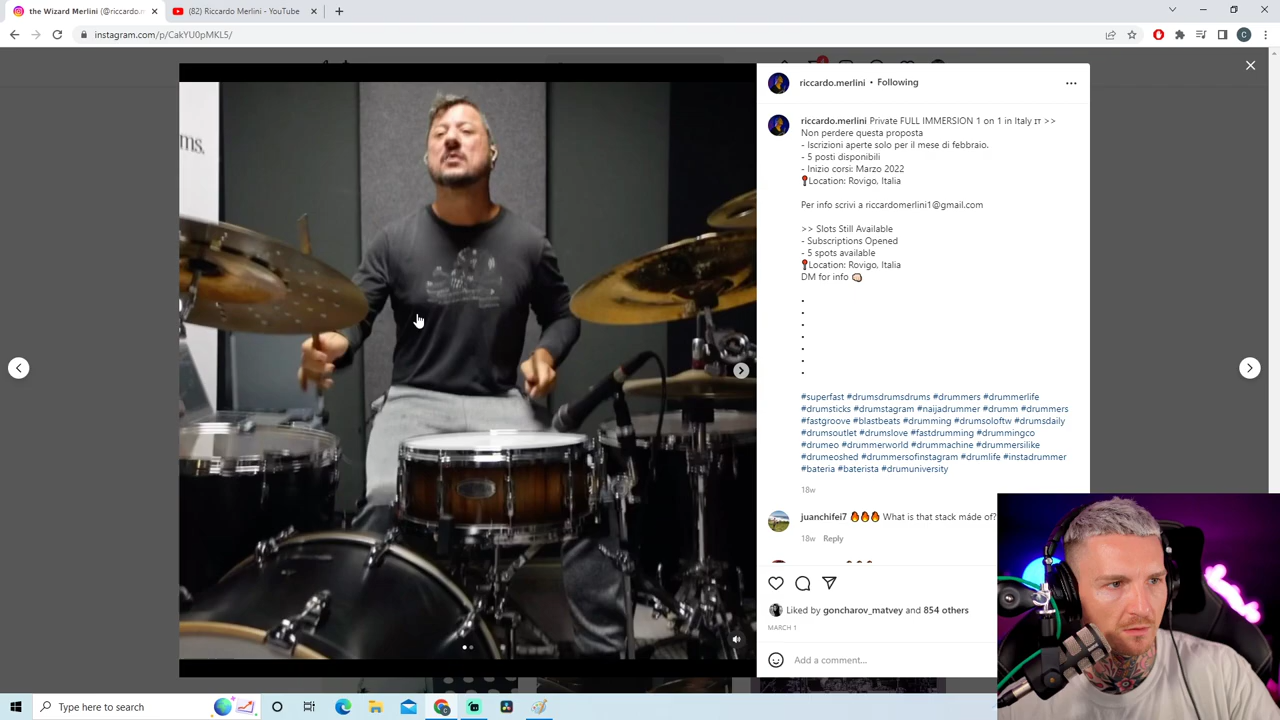 the Wizard Merlini (@riccardo.m
(82) Riccardo Merlini - YouTube
instagram.com/p/CakYU0pMKL5/
C
riccardo.merlini • Following
riccardo.merlini Private FULL IMMERSION 1 on 1 in Italy IT >>
Non perdere questa proposta
- Iscrizioni aperte solo per il mese di febbraio.
- 5 posti disponibili
- Inizio corsi: Marzo 2022
📍Location: Rovigo, Italia
Per info scrivi a riccardomerlini1@gmail.com
>> Slots Still Available
- Subscriptions Opened
- 5 spots available
📍Location: Rovigo, Italia
DM for info 👊🏻
.
.
.
.
.
.
.
#superfast #drumsdrumsdrums #drummers #drummerlife
#drumsticks #drumstagram #naijadrummer #drumm #drummers
#fastgroove #blastbeats #drumming #drumsoloftw #drumsdaily
#drumsoutlet #drumslove #fastdrumming #drummingco
#drumeo #drummerworld #drummachine #drummersilike
#drumeoshed #drummersofinstagram #drumlife #instadrummer
#bateria #baterista #drumuniversity
18w
juanchifei7 🔥🔥🔥 What is that stack máde of?
18w Reply
Liked by goncharov_matvey and 854 others
MARCH 1
Add a comment...
ms.
Type here to search